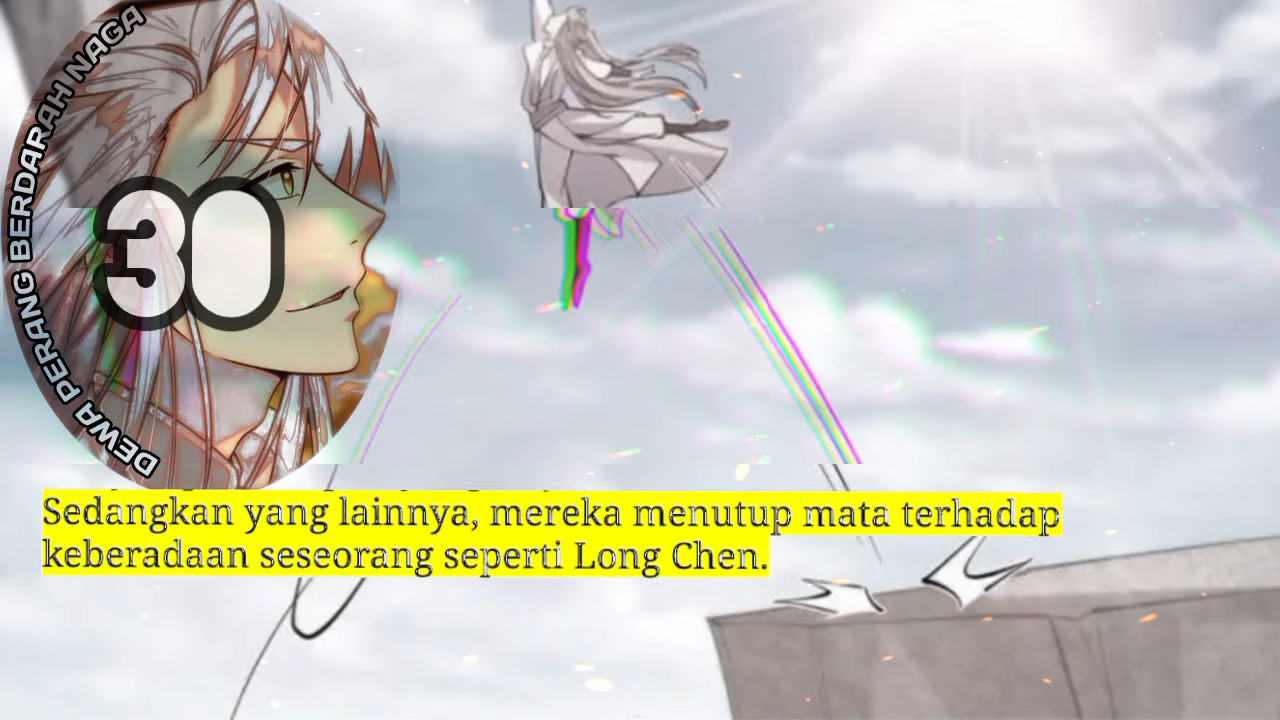 DEWA PERANG BERDARAH NAGA
30
Sedangkan yang lainnya, mereka menutup mata terhadap
keberadaan seseorang seperti Long Chen.